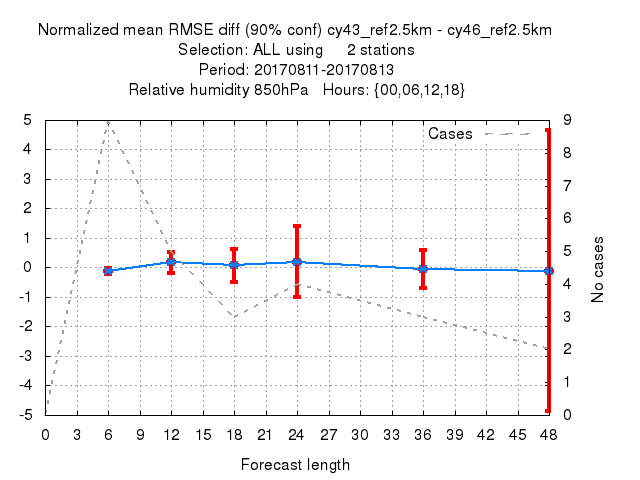 Normalized mean RMSE diff (90% conf) cy43_ref2.5km - cy46_ref2.5km
Selection: ALL using     2 stations
Period: 20170811-20170813
Relative humidity 850hPa   Hours: {00,06,12,18}
Cases
5
4
3
2
1
0
-1
-2
-3
-4
-5
9
8
7
6
5
4
3
2
1
0
No cases
0 3 6 9 12 15 18 21 24 27 30 33 36 39 42 45 48
Forecast length